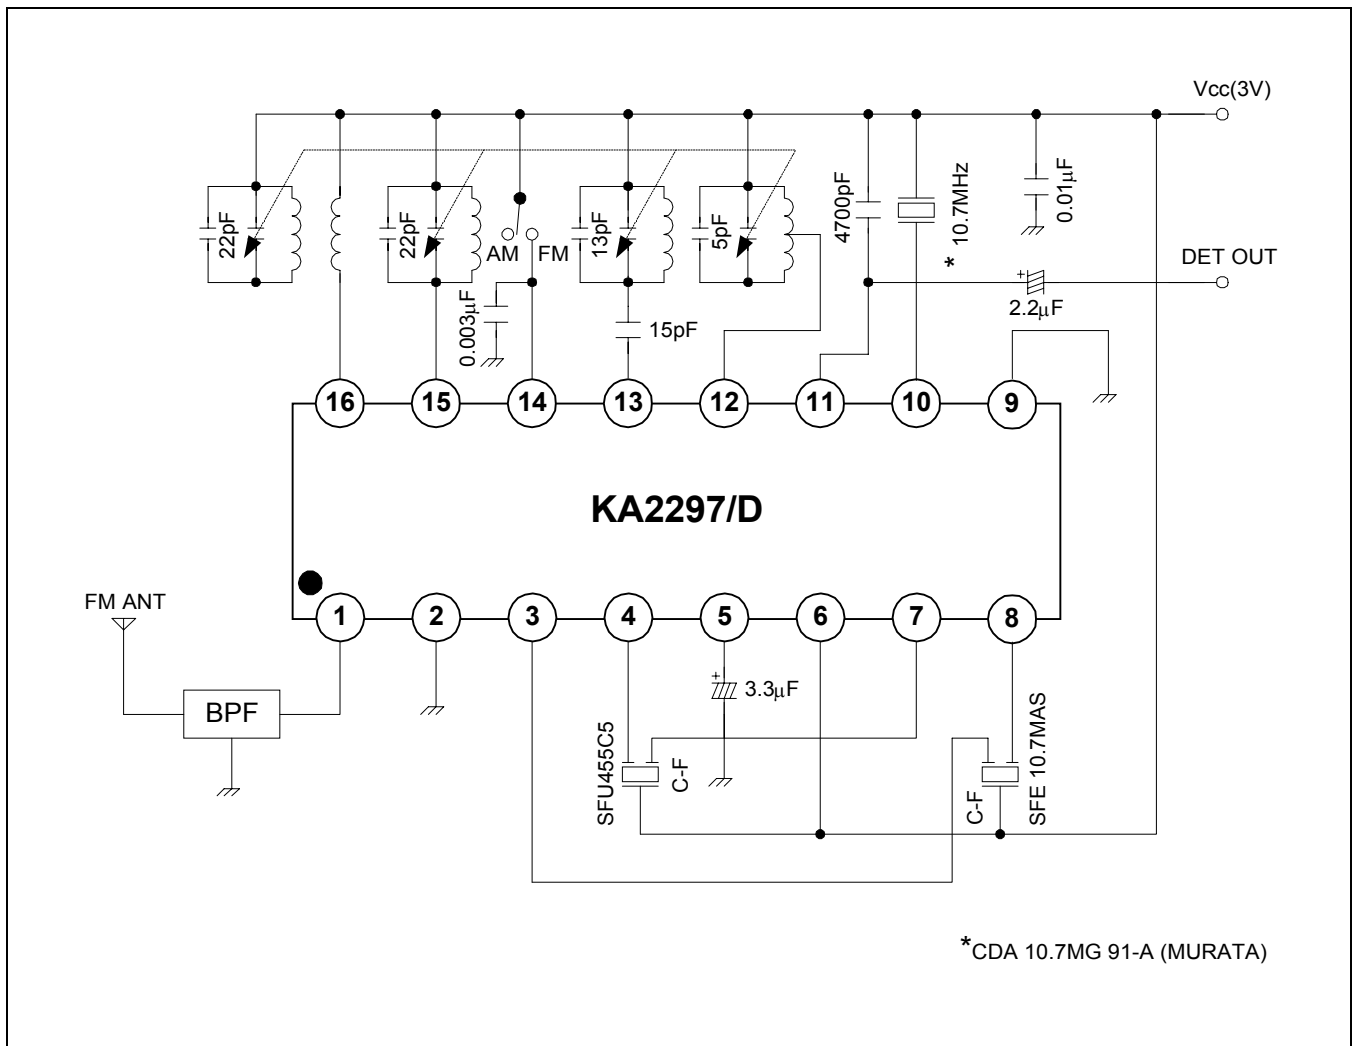 Vcc(3V)
22pF
22pF
AM
FM
13pF
5pF
4700pF
* 10.7MHz
0.01μF
DET OUT
0.003μF
15pF
+
2.2μF
16
15
14
13
12
11
10
9
KA2297/D
FM ANT
1
2
3
4
5
6
7
8
BPF
+
3.3μF
SFU455C5
C-F
C-F
SFE 10.7MAS
*CDA 10.7MG 91-A (MURATA)